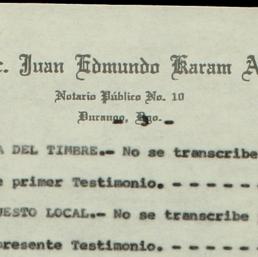 c. Juan Edmundo Karam A
Notario Público No. 10
Durango, Dgo.
- 3 -
A DEL TIMBRE.- No se transcribe
e primer Testimonio. - - - - - -
UESTO LOCAL.- No se transcribe
presente Testimonio. - - - - - -